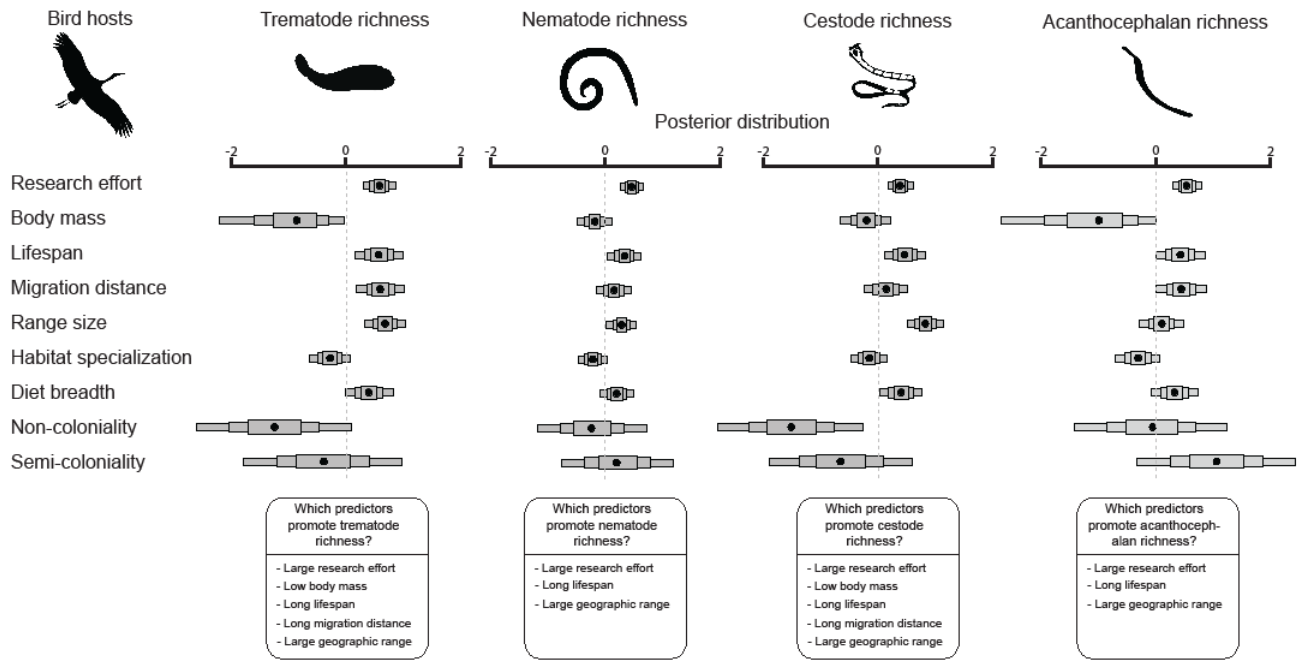 Bird hosts
Trematode richness
Nematode richness
Cestode richness
Acanthocephalan richness
Posterior distribution
-2 0 2
-2 0 2
-2 0 2
-2 0 2
Research effort
Body mass
Lifespan
Migration distance
Range size
Habitat specialization
Diet breadth
Non-coloniality
Semi-coloniality
Which predictors
promote trematode
richness?
- Large research effort
- Low body mass
- Long lifespan
- Long migration distance
- Large geographic range
Which predictors
promote nematode
richness?
- Large research effort
- Long lifespan
- Large geographic range
Which predictors
promote cestode
richness?
- Large research effort
- Low body mass
- Long lifespan
- Long migration distance
- Large geographic range
Which predictors
promote acanthoceph-
alan richness?
- Large research effort
- Long lifespan
- Large geographic range